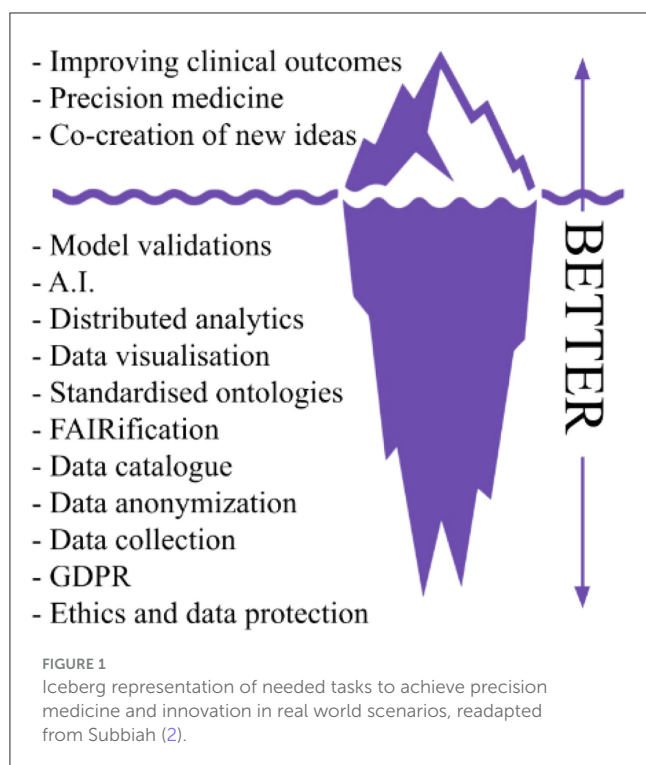 - Improving clinical outcomes
- Precision medicine
- Co-creation of new ideas
- Model validations
- A.I.
- Distributed analytics
- Data visualisation
- Standardised ontologies
- FAIRification
- Data catalogue
- Data anonymization
- Data collection
- GDPR
- Ethics and data protection
BETTER
FIGURE 1
Iceberg representation of needed tasks to achieve precision
medicine and innovation in real world scenarios, readapted
from Subbiah (2).